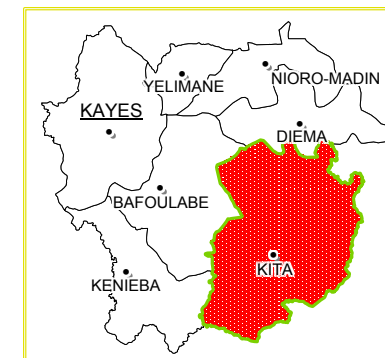 NIORO-MADIN
YELIMANE
KAYES
DIEMA
BAFOULABE
KITA
KENIEBA